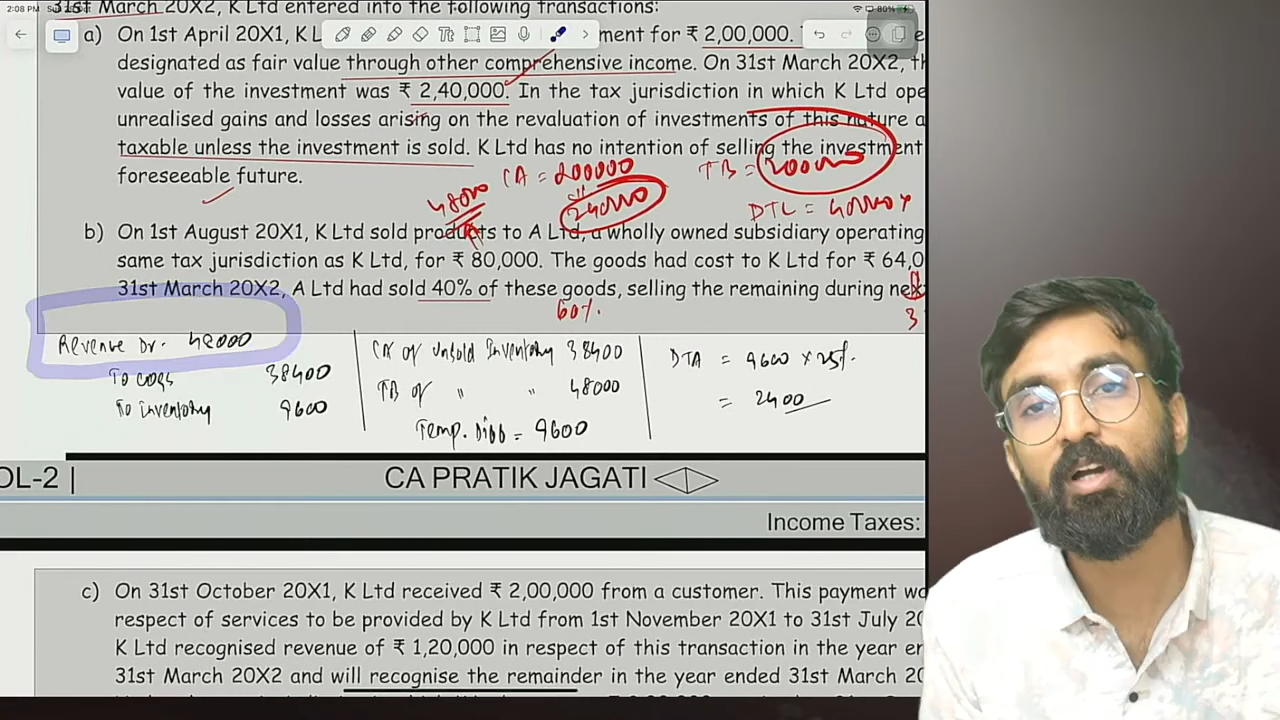 2:08 PM Su
80%
31st March 20X2, K Ltd entered into the following transactions:
a) On 1st April 20X1, K L ment for ₹ 2,00,000.
designated as fair value through other comprehensive income. On 31st March 20X2, th
value of the investment was ₹ 2,40,000. In the tax jurisdiction in which K Ltd ope
unrealised gains and losses arising on the revaluation of investments of this nature a
taxable unless the investment is sold. K Ltd has no intention of selling the investment
foreseeable future.
CA = 200000
TB = 200000
48000
240000
DTL = 40000 x
b) On 1st August 20X1, K Ltd sold products to A Ltd, a wholly owned subsidiary operating
same tax jurisdiction as K Ltd, for ₹ 80,000. The goods had cost to K Ltd for ₹ 64,0
31st March 20X2, A Ltd had sold 40% of these goods, selling the remaining during next
60%.
3
Revenue Dr. 48000
To COGS 38400
To Inventory 9600
CA of Unsold Inventory 38400
TB of " " 48000
Temp. Diff = 9600
DTA = 9600 x 25%.
= 2400
OL-2 | CA PRATIK JAGATI
Income Taxes:
c) On 31st October 20X1, K Ltd received ₹ 2,00,000 from a customer. This payment wa
respect of services to be provided by K Ltd from 1st November 20X1 to 31st July 20
K Ltd recognised revenue of ₹ 1,20,000 in respect of this transaction in the year en
31st March 20X2 and will recognise the remainder in the year ended 31st March 20